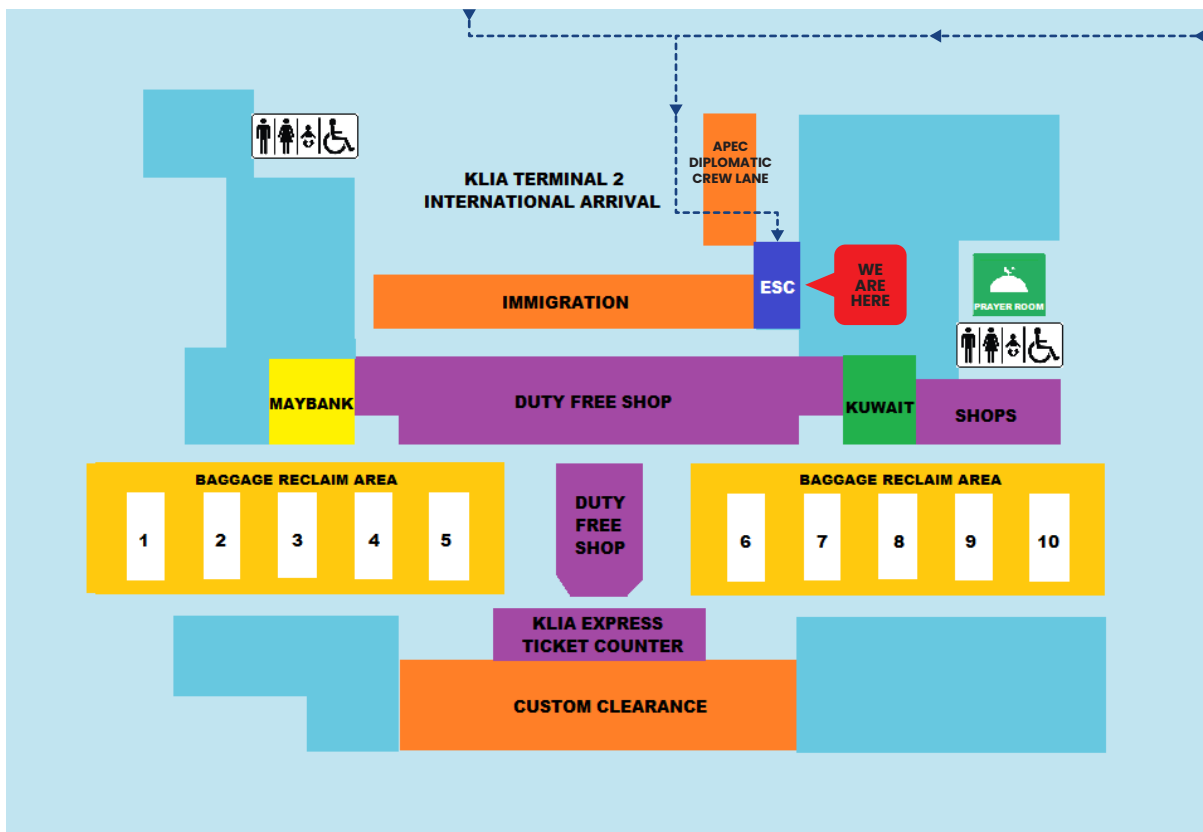 APEC
DIPLOMATIC
CREW LANE
KLIA TERMINAL 2
INTERNATIONAL ARRIVAL
ESC
WE
ARE
HERE
IMMIGRATION
PRAYER ROOM
MAYBANK
DUTY FREE SHOP
KUWAIT
SHOPS
BAGGAGE RECLAIM AREA
1 2 3 4 5
DUTY
FREE
SHOP
BAGGAGE RECLAIM AREA
6 7 8 9 10
KLIA EXPRESS
TICKET COUNTER
CUSTOM CLEARANCE